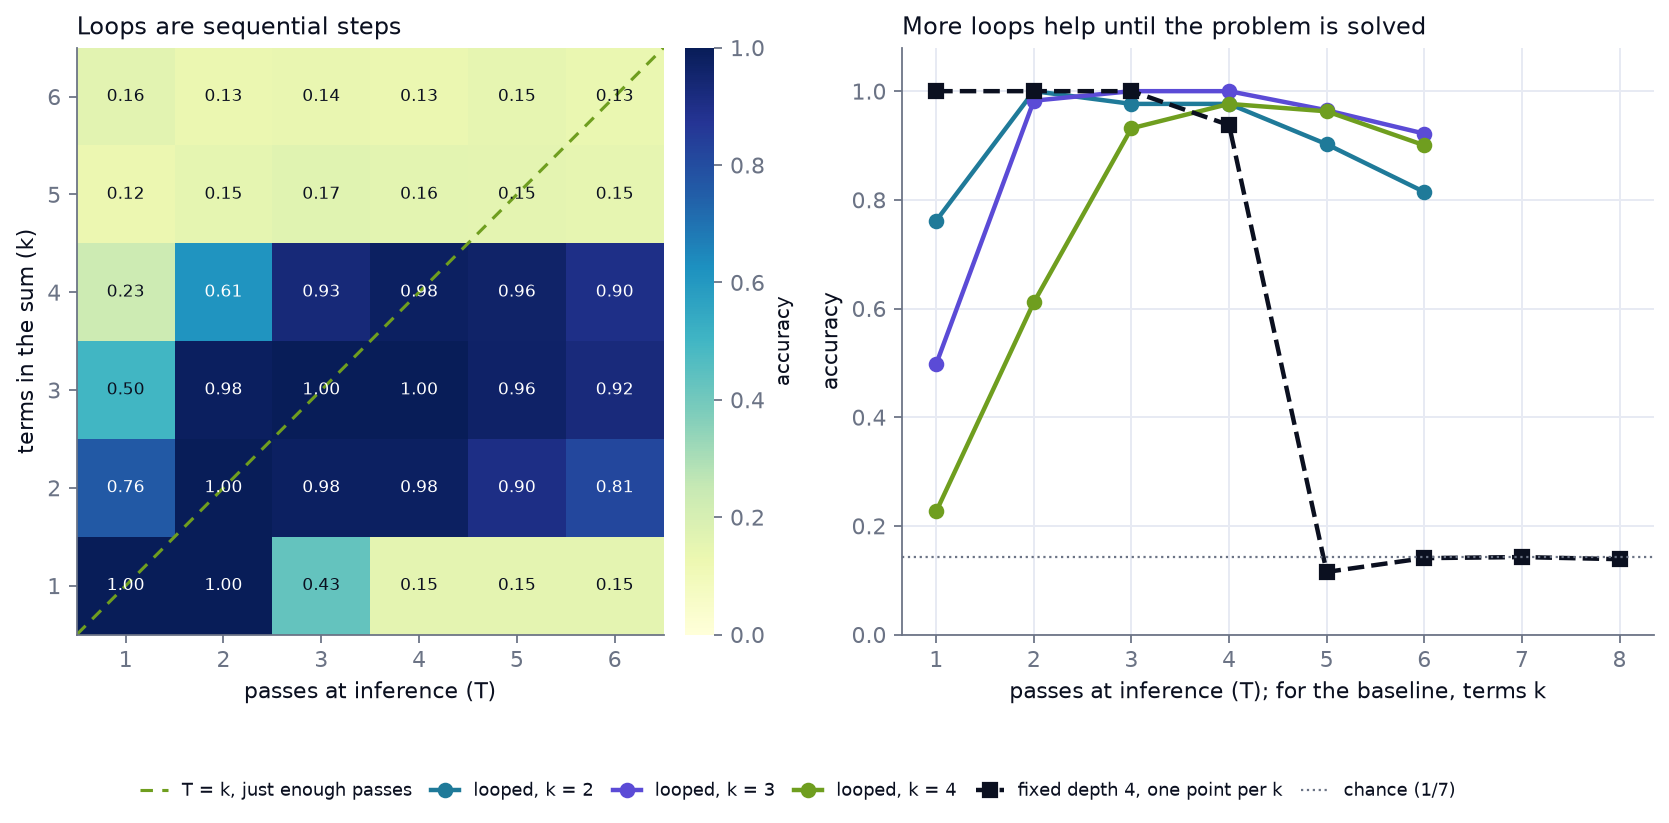 Loops are sequential steps
terms in the sum (k)
6
0.16 0.13 0.14 0.13 0.15 0.13
5
0.12 0.15 0.17 0.16 0.15 0.15
4
0.23 0.61 0.93 0.98 0.96 0.90
3
0.50 0.98 1.00 1.00 0.96 0.92
2
0.76 1.00 0.98 0.98 0.90 0.81
1
1.00 1.00 0.43 0.15 0.15 0.15
1 2 3 4 5 6
passes at inference (T)
1.0
0.8
0.6
0.4
0.2
0.0
accuracy
More loops help until the problem is solved
accuracy
1.0
0.8
0.6
0.4
0.2
0.0
1 2 3 4 5 6 7 8
passes at inference (T); for the baseline, terms k
T = k, just enough passes looped, k = 2 looped, k = 3 looped, k = 4 fixed depth 4, one point per k chance (1/7)